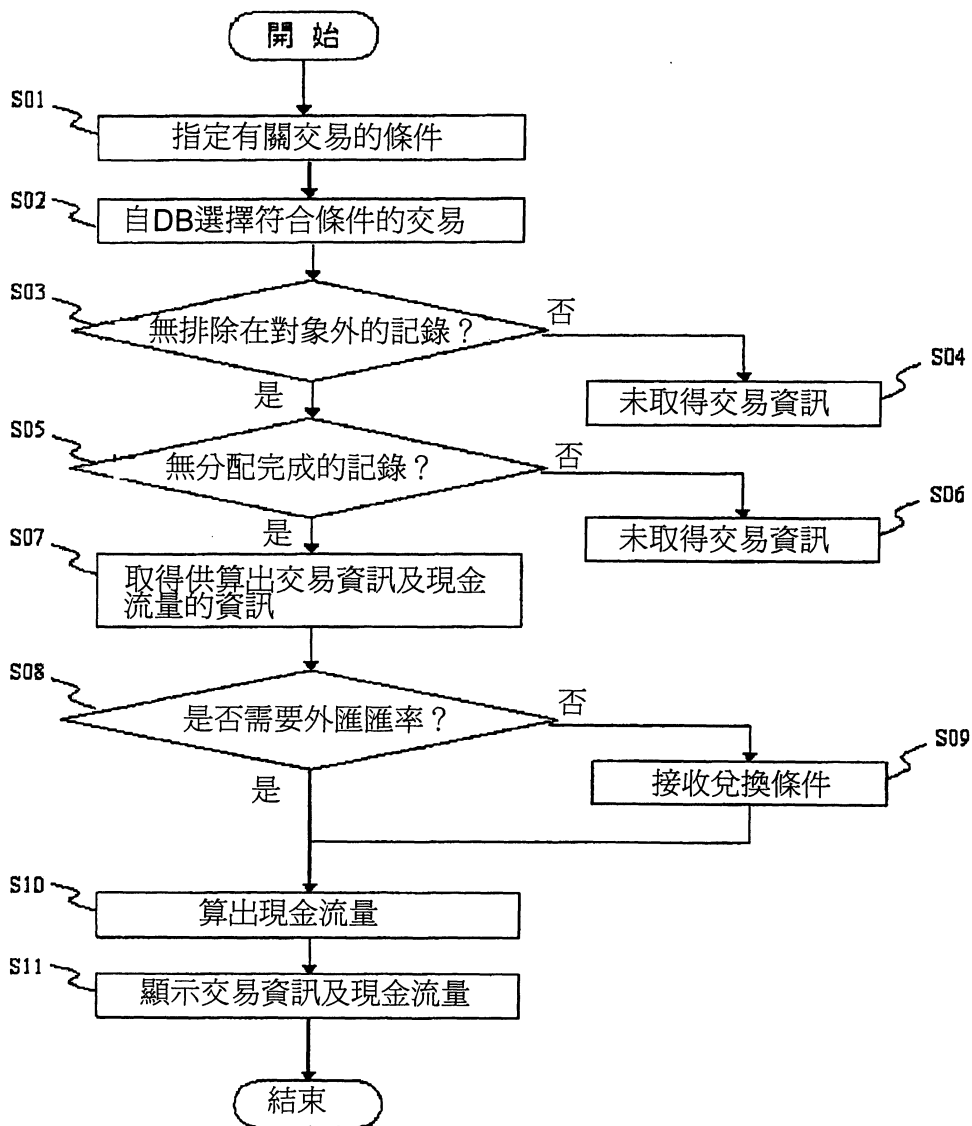 開 始
S01
指定有關交易的條件
S02
自DB選擇符合條件的交易
S03
無排除在對象外的記錄？
否
S04
未取得交易資訊
是
S05
無分配完成的記錄？
否
S06
未取得交易資訊
是
S07
取得供算出交易資訊及現金
流量的資訊
S08
是否需要外匯匯率？
否
S09
接收兌換條件
是
S10
算出現金流量
S11
顯示交易資訊及現金流量
結束